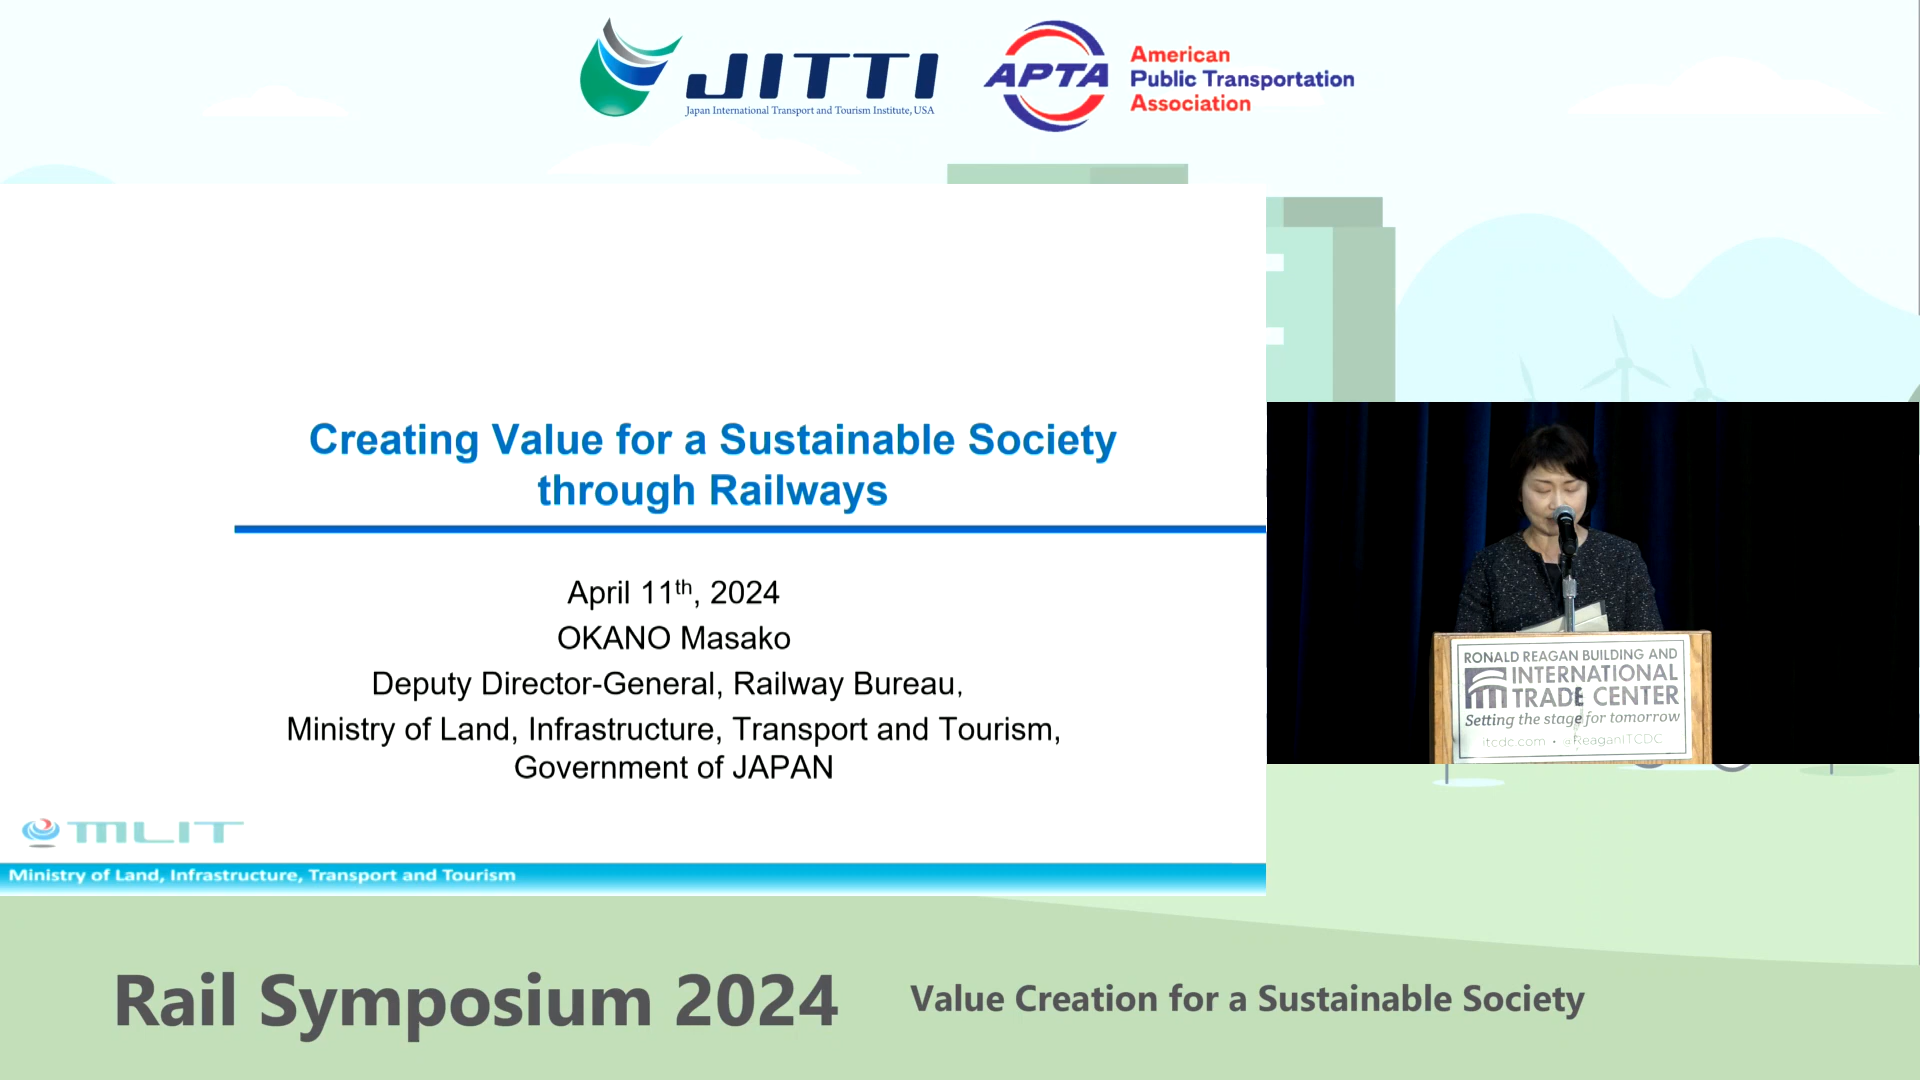 JITTI
Japan International Transport and Tourism Institute, USA
APTA
American
Public Transportation
Association
Creating Value for a Sustainable Society
through Railways
April 11th, 2024
OKANO Masako
Deputy Director-General, Railway Bureau,
Ministry of Land, Infrastructure, Transport and Tourism,
Government of JAPAN
MLIT
Ministry of Land, Infrastructure, Transport and Tourism
RONALD REAGAN BUILDING AND
INTERNATIONAL
TRADE CENTER
Setting the stage for tomorrow
itcdc.com • @ReaganITCDC
Rail Symposium 2024
Value Creation for a Sustainable Society